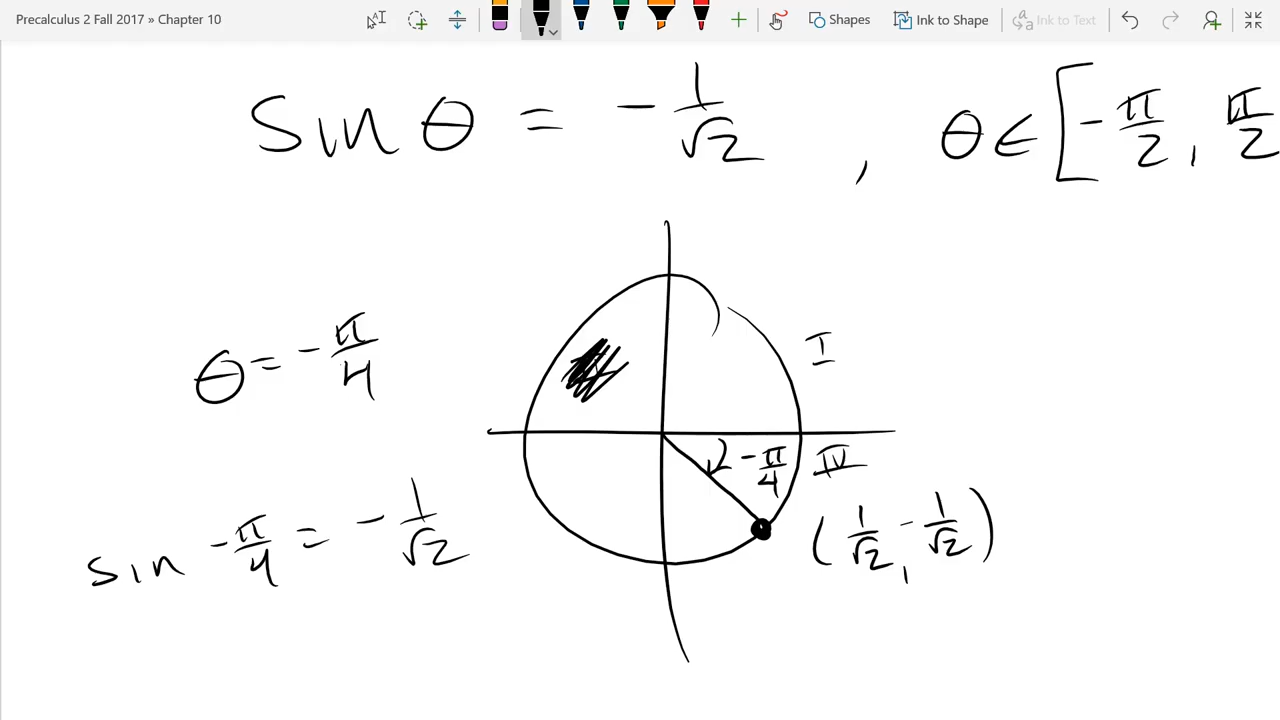 Precalculus 2 Fall 2017 » Chapter 10
Shapes
Ink to Shape
Ink to Text
sin θ = - 1/√2 , θ ∈ [-π/2, π/2
I
θ = -π/4
-π/4
IV
sin -π/4 = -1/√2
(1/√2, -1/√2)